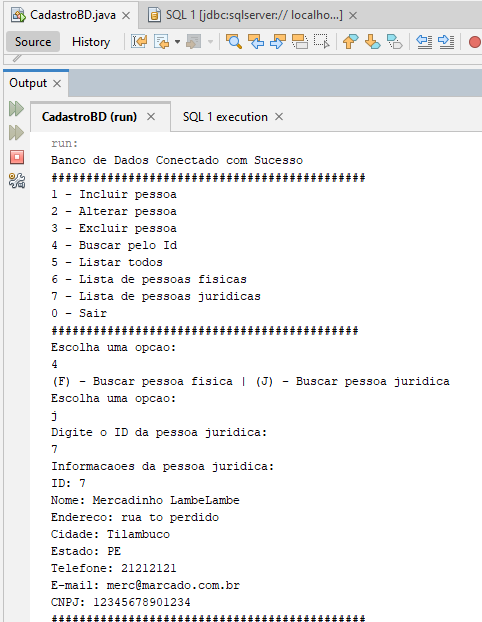 CadastroBD.java
SQL 1 [jdbc:sqlserver:// localho...]
Source
History
Output
CadastroBD (run)
SQL 1 execution
run:
Banco de Dados Conectado com Sucesso
#############################################
1 - Incluir pessoa
2 - Alterar pessoa
3 - Excluir pessoa
4 - Buscar pelo Id
5 - Listar todos
6 - Lista de pessoas fisicas
7 - Lista de pessoas juridicas
0 - Sair
############################################
Escolha uma opcao:
4
(F) - Buscar pessoa fisica | (J) - Buscar pessoa juridica
Escolha uma opcao:
j
Digite o ID da pessoa juridica:
7
Informacaoes da pessoa juridica:
ID: 7
Nome: Mercadinho LambeLambe
Endereco: rua to perdido
Cidade: Tilambuco
Estado: PE
Telefone: 21212121
E-mail: merc@marcado.com.br
CNPJ: 12345678901234
#############################################